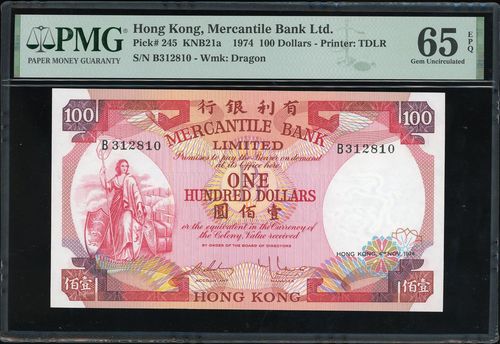 PMG
PAPER MONEY GUARANTY
Hong Kong, Mercantile Bank Ltd.
Pick# 245 KNB21a 1974 100 Dollars - Printer: TDLR
S/N B312810 - Wmk: Dragon
65 EPQ
Gem Uncirculated
行銀利有
100 MERCANTILE BANK 100
LIMITED
B 312810 B312810
Promises to pay the Bearer on demand
at its Office here
ONE
HUNDRED DOLLARS
圓佰壹
or the equivalent in the Currency of
the Colony, Value received
BY ORDER OF THE BOARD OF DIRECTORS
HONG KONG, 4TH NOV. 1974
佰壹 HONG KONG 佰壹